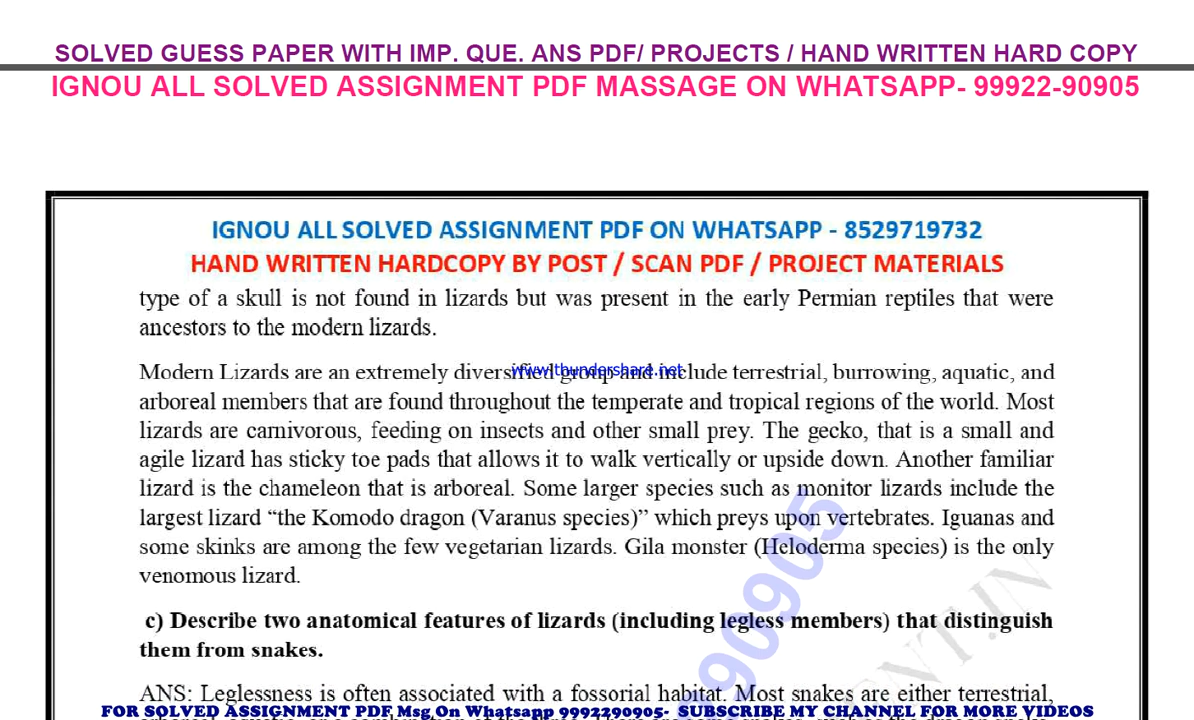 SOLVED GUESS PAPER WITH IMP. QUE. ANS PDF/ PROJECTS / HAND WRITTEN HARD COPY
IGNOU ALL SOLVED ASSIGNMENT PDF MASSAGE ON WHATSAPP- 99922-90905
IGNOU ALL SOLVED ASSIGNMENT PDF ON WHATSAPP - 8529719732
HAND WRITTEN HARDCOPY BY POST / SCAN PDF / PROJECT MATERIALS
type of a skull is not found in lizards but was present in the early Permian reptiles that were
ancestors to the modern lizards.
www.thundershare.net
Modern Lizards are an extremely diversified group and include terrestrial, burrowing, aquatic, and
arboreal members that are found throughout the temperate and tropical regions of the world. Most
lizards are carnivorous, feeding on insects and other small prey. The gecko, that is a small and
agile lizard has sticky toe pads that allows it to walk vertically or upside down. Another familiar
lizard is the chameleon that is arboreal. Some larger species such as monitor lizards include the
largest lizard “the Komodo dragon (Varanus species)” which preys upon vertebrates. Iguanas and
some skinks are among the few vegetarian lizards. Gila monster (Heloderma species) is the only
venomous lizard.
c) Describe two anatomical features of lizards (including legless members) that distinguish
them from snakes.
ANS: Leglessness is often associated with a fossorial habitat. Most snakes are either terrestrial,
FOR SOLVED ASSIGNMENT PDF Msg On Whatsapp 9992290905- SUBSCRIBE MY CHANNEL FOR MORE VIDEOS